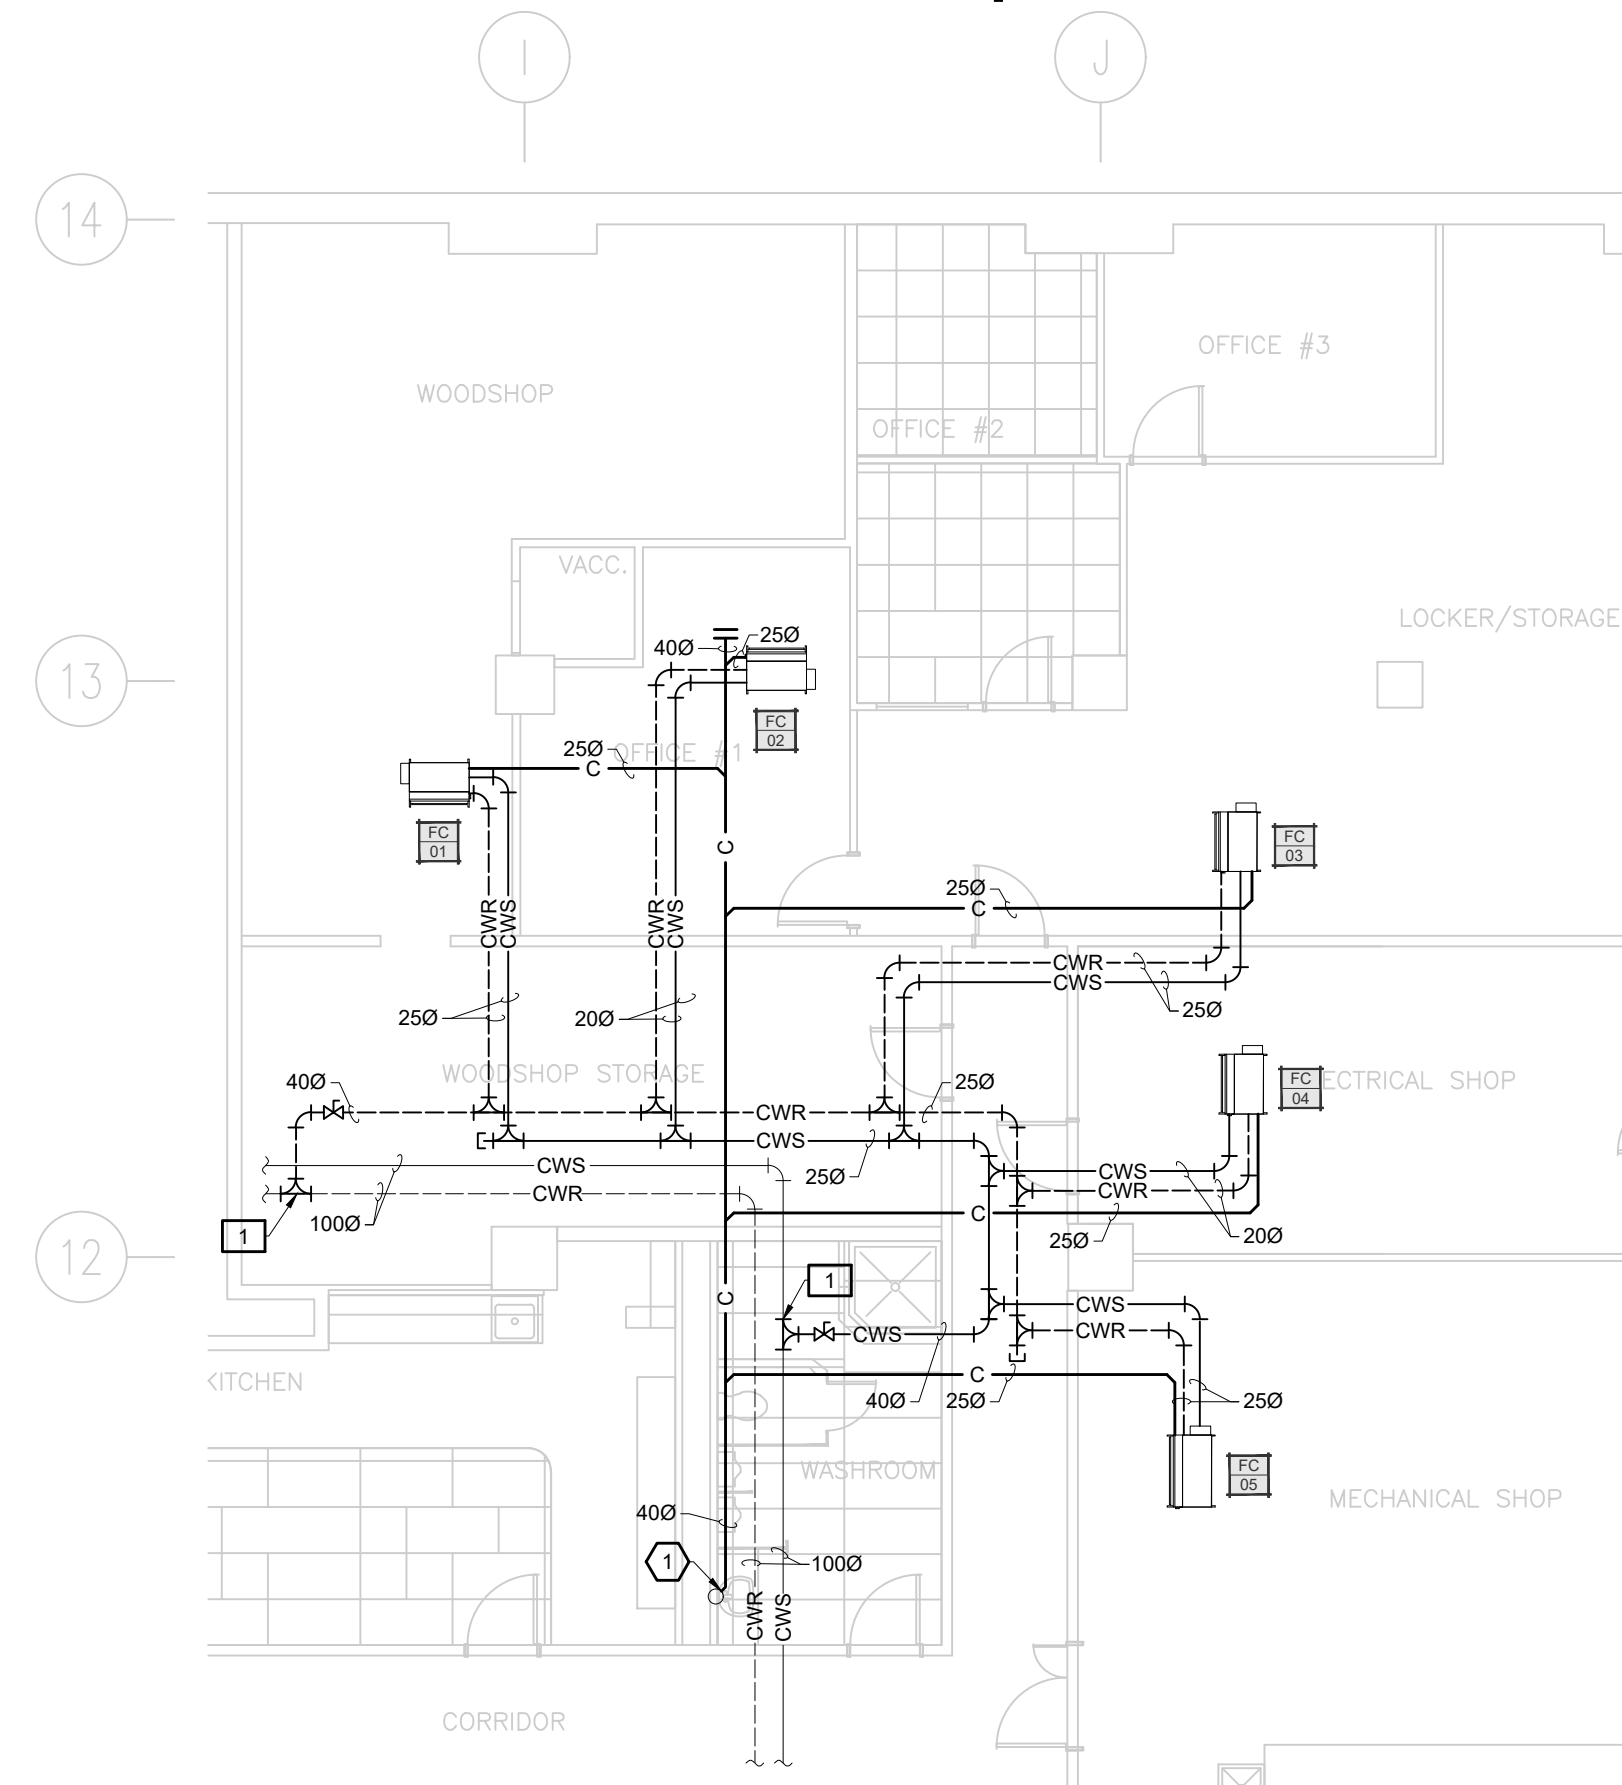 I
J
14
OFFICE #3
WOODSHOP
OFFICE #2
VACC.
LOCKER/STORAGE
25Ø
40Ø
13
FC
02
25Ø
OFFICE #1
C
FC
01
C
FC
03
25Ø
C
CWR
CWS
CWR
CWS
CWR
CWS
25Ø
25Ø
20Ø
WOODSHOP STORAGE
40Ø
25Ø
FC
04
ECTRICAL SHOP
CWR
CWS
CWS
25Ø
CWS
CWR
CWR
C
100Ø
1
25Ø
20Ø
12
1
C
CWS
CWS
CWR
KITCHEN
C
40Ø
25Ø
25Ø
WASHROOM
FC
05
MECHANICAL SHOP
40Ø
1
100Ø
CWR
CWS
CORRIDOR